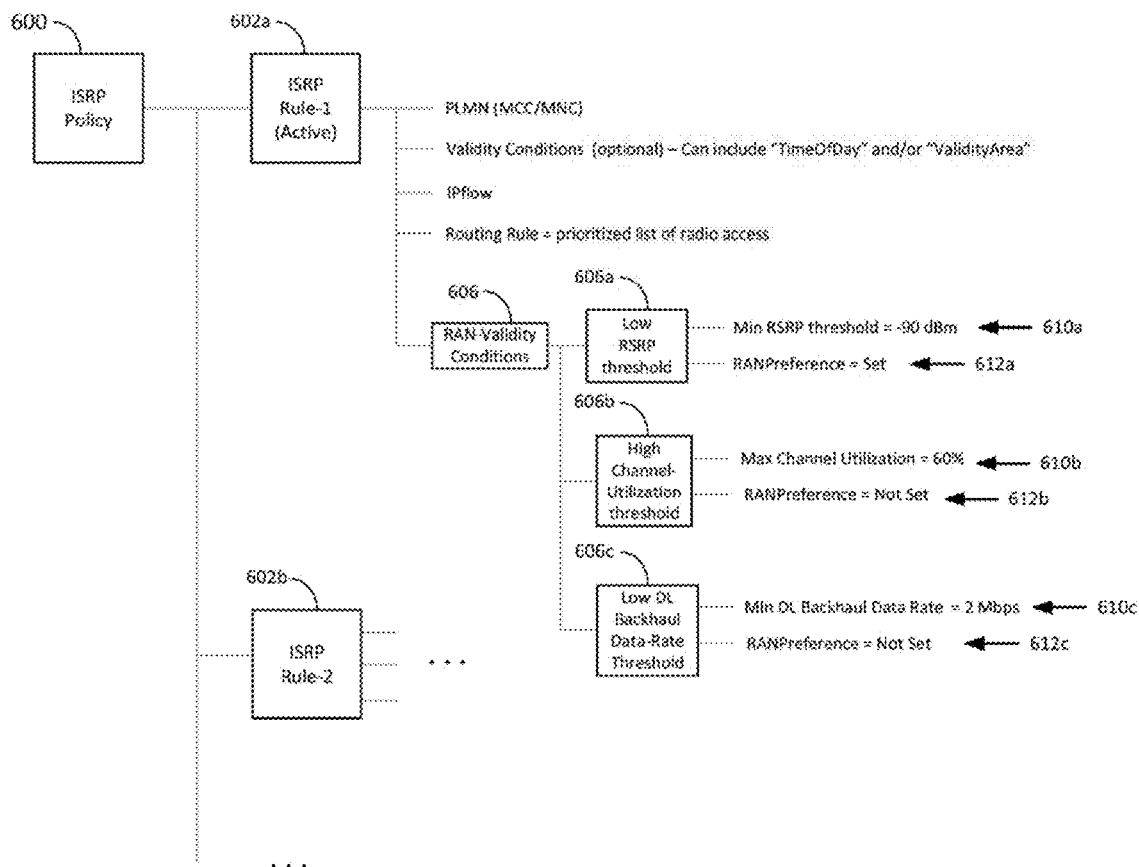 600
602a
ISRP
Policy
ISRP
Rule-1
(Active)
PLMN (MCC/MNC)
Validity Conditions (optional) – Can include "TimeOfDay" and/or "ValidityArea"
IPflow
Routing Rule = prioritized list of radio access
606
RAN-Validity
Conditions
606a
Low
RSRP
threshold
Min RSRP threshold = -90 dBm
610a
RANPreference = Set
612a
606b
High
Channel-
Utilization
threshold
Max Channel Utilization = 60%
610b
RANPreference = Not Set
612b
606c
Low DL
Backhaul
Data-Rate
Threshold
Min DL Backhaul Data Rate = 2 Mbps
610c
RANPreference = Not Set
612c
602b
ISRP
Rule-2
. . .
. . .